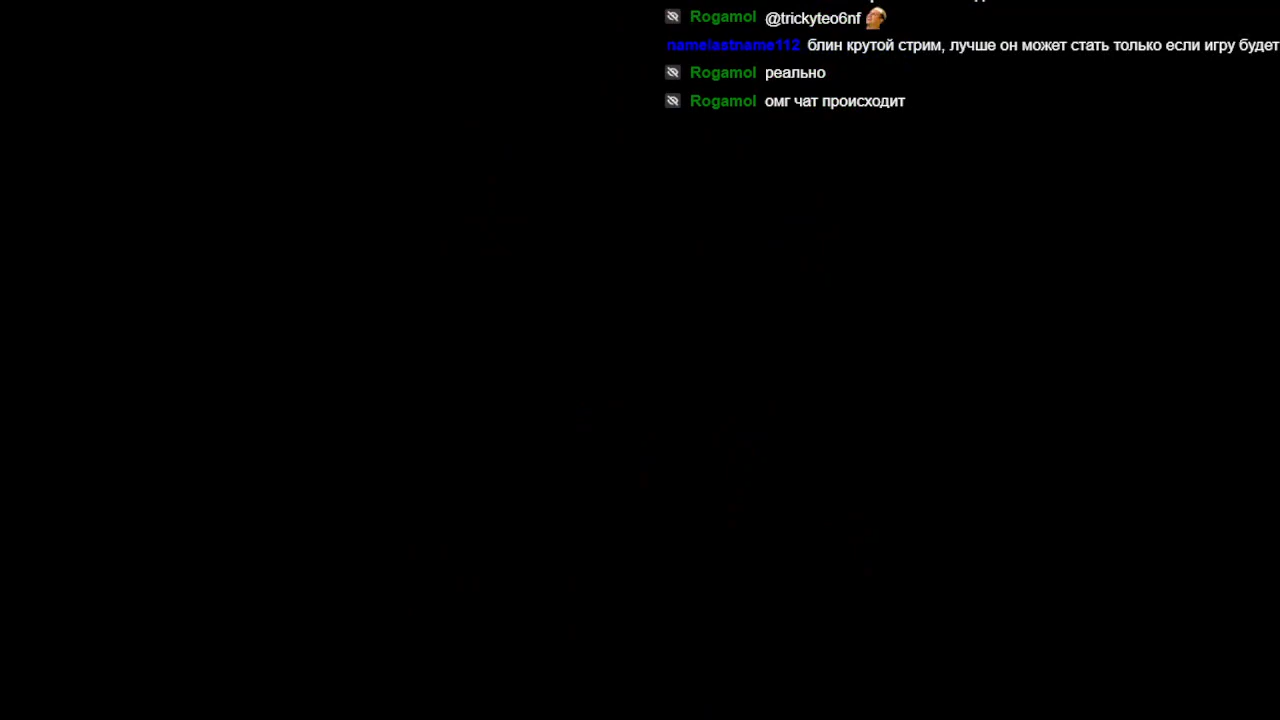 Rogamol @trickyteo6nf
namelastname112 блин крутой стрим, лучше он может стать только если игру будет
Rogamol реально
Rogamol омг чат происходит